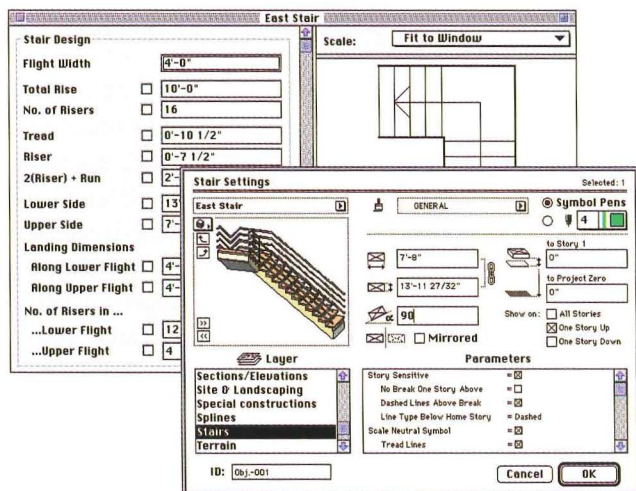 East Stair
Stair Design
Flight Width 4'-0"
Total Rise 10'-0"
No. of Risers 16
Tread 0'-10 1/2"
Riser 0'-7 1/2"
2(Riser) + Run 2'-
Lower Side 13'
Upper Side 7'-
Landing Dimensions
Along Lower Flight 4'-
Along Upper Flight 4'-
No. of Risers in ...
...Lower Flight 12
...Upper Flight 4
Scale: Fit to Window
Stair Settings Selected: 1
East Stair
GENERAL
Symbol Pens
4
7'-8"
13'-11 27/32"
α 90
Mirrored
to Story 1
0"
to Project Zero
0"
Show on: All Stories
One Story Up
One Story Down
Layer
Sections/Elevations
Site & Landscaping
Special constructions
Splines
Stairs
Terrain
Parameters
Story Sensitive =
No Break One Story Above =
Dashed Lines Above Break =
Line Type Below Home Story = Dashed
Scale Neutral Symbol =
Tread Lines =
ID: Obj.-001
Cancel OK